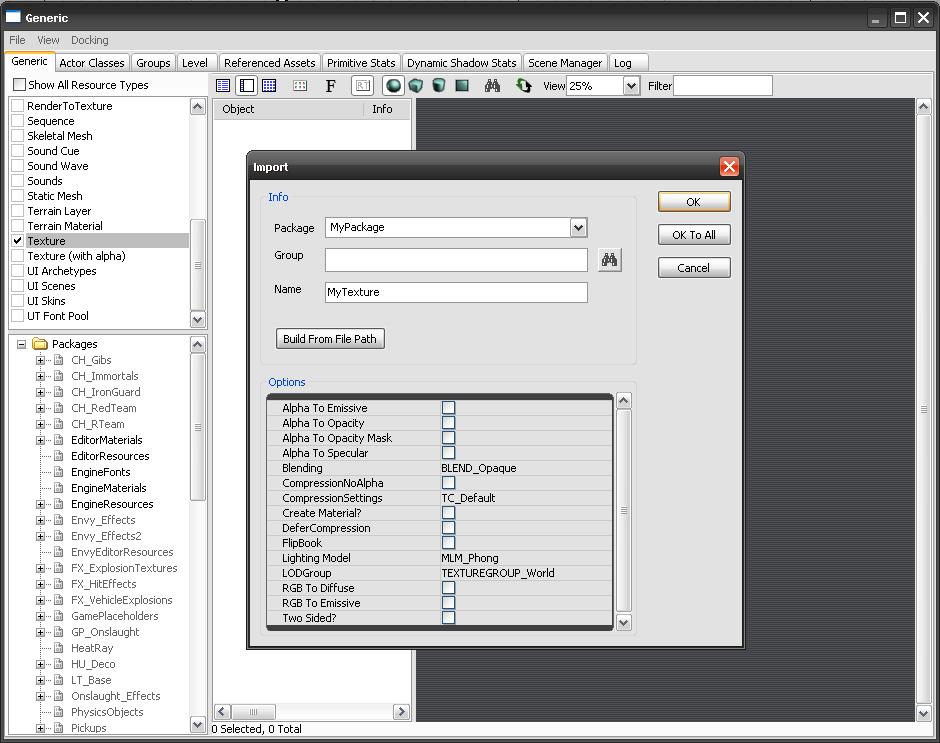 Generic
File View Docking
Generic Actor Classes Groups Level Referenced Assets Primitive Stats Dynamic Shadow Stats Scene Manager Log
Show All Resource Types
F RT View 25% Filter
RenderToTexture
Sequence
Skeletal Mesh
Sound Cue
Sound Wave
Sounds
Static Mesh
Terrain Layer
Terrain Material
Texture
Texture (with alpha)
UI Archetypes
UI Scenes
UI Skins
UT Font Pool
Packages
CH_Gibs
CH_Immortals
CH_IronGuard
CH_RedTeam
CH_RTeam
EditorMaterials
EditorResources
EngineFonts
EngineMaterials
EngineResources
Envy_Effects
Envy_Effects2
EnvyEditorResources
FX_ExplosionTextures
FX_HitEffects
FX_VehicleExplosions
GamePlaceholders
GP_Onslaught
HeatRay
HU_Deco
LT_Base
Onslaught_Effects
PhysicsObjects
Pickups
Object Info
Import
Info
Package MyPackage
Group
Name MyTexture
Build From File Path
OK
OK To All
Cancel
Options
Alpha To Emissive
Alpha To Opacity
Alpha To Opacity Mask
Alpha To Specular
Blending BLEND_Opaque
CompressionNoAlpha
CompressionSettings TC_Default
Create Material?
DeferCompression
FlipBook
Lighting Model MLM_Phong
LODGroup TEXTUREGROUP_World
RGB To Diffuse
RGB To Emissive
Two Sided?
0 Selected, 0 Total